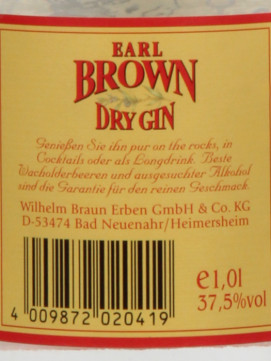 EARL
BROWN
DRY GIN
Genießen Sie ihn pur on the rocks, in
Cocktails oder als Longdrink. Beste
Wacholderbeeren und ausgesuchter Alkohol
sind die Garantie für den reinen Geschmack.
Wilhelm Braun Erben GmbH & Co. KG
D-53474 Bad Neuenahr/Heimersheim
e1,0l
37,5%vol
4 009872 020419